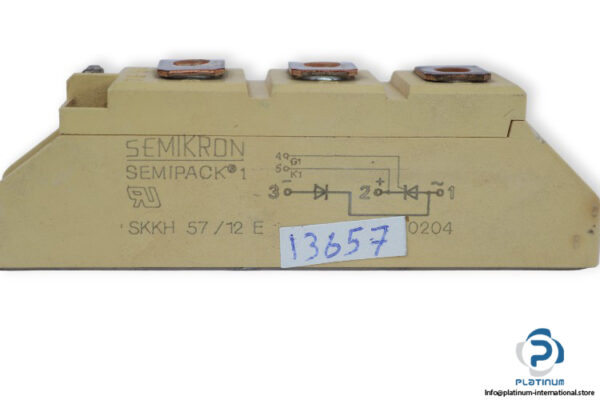 SEMIKRON
SEMIPACK® 1
4 G1
5 K1
3 - 2 + ~ 1
SKKH 57/12 E
13657
0204
PLATINUM
Info@platinum-international.store